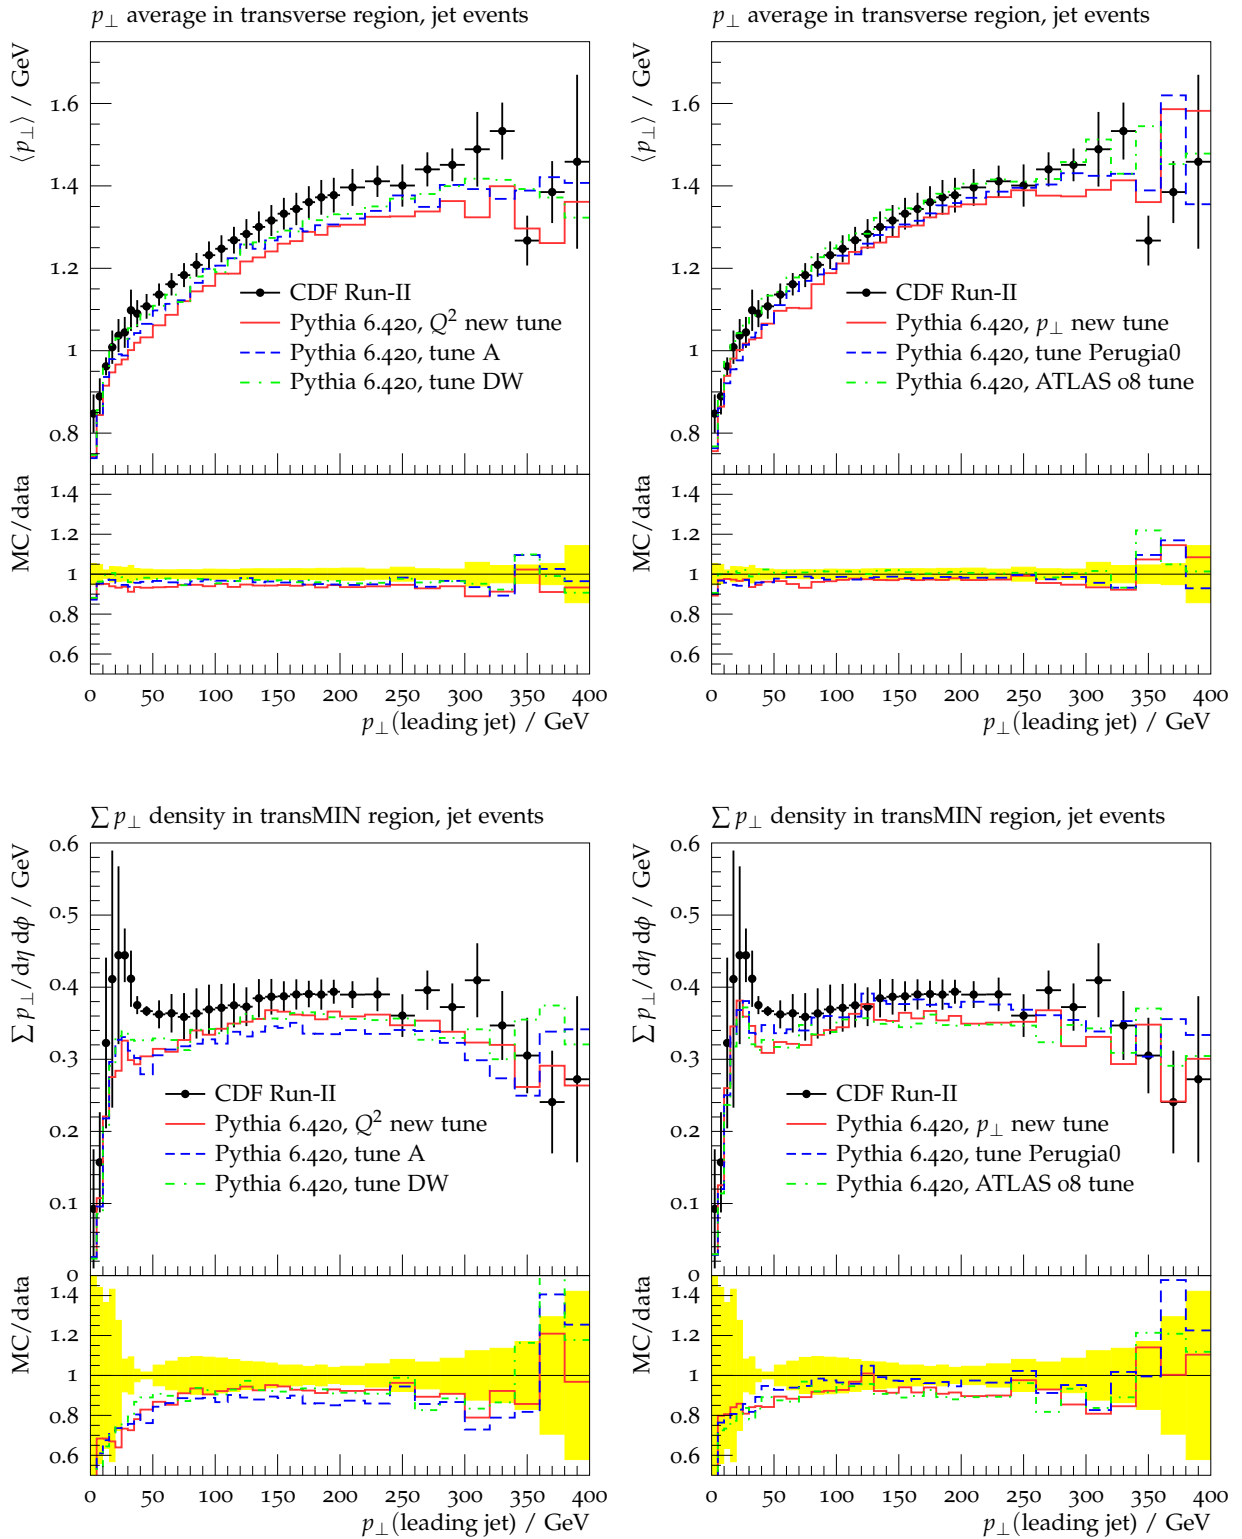 p⊥ average in transverse region, jet events
⟨p⊥⟩ / GeV
1.6
1.4
1.2
1
0.8
CDF Run-II
Pythia 6.420, Q² new tune
Pythia 6.420, tune A
Pythia 6.420, tune DW
MC/data
1.4
1.2
1
0.8
0.6
0 50 100 150 200 250 300 350 400
p⊥(leading jet) / GeV
p⊥ average in transverse region, jet events
⟨p⊥⟩ / GeV
1.6
1.4
1.2
1
0.8
CDF Run-II
Pythia 6.420, p⊥ new tune
Pythia 6.420, tune Perugia0
Pythia 6.420, ATLAS 08 tune
MC/data
1.4
1.2
1
0.8
0.6
0 50 100 150 200 250 300 350 400
p⊥(leading jet) / GeV
∑ p⊥ density in transMIN region, jet events
∑ p⊥/dη dϕ / GeV
0.6
0.5
0.4
0.3
0.2
0.1
0
CDF Run-II
Pythia 6.420, Q² new tune
Pythia 6.420, tune A
Pythia 6.420, tune DW
MC/data
1.4
1.2
1
0.8
0.6
0 50 100 150 200 250 300 350 400
p⊥(leading jet) / GeV
∑ p⊥ density in transMIN region, jet events
∑ p⊥/dη dϕ / GeV
0.6
0.5
0.4
0.3
0.2
0.1
0
CDF Run-II
Pythia 6.420, p⊥ new tune
Pythia 6.420, tune Perugia0
Pythia 6.420, ATLAS 08 tune
MC/data
1.4
1.2
1
0.8
0.6
0 50 100 150 200 250 300 350 400
p⊥(leading jet) / GeV